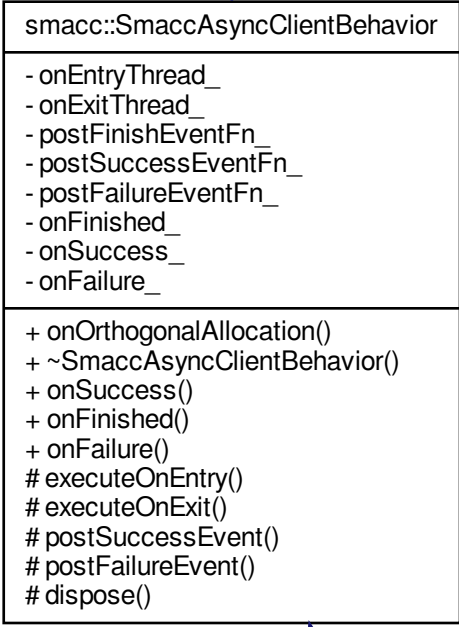 smacc::SmaccAsyncClientBehavior
- onEntryThread_
- onExitThread_
- postFinishEventFn_
- postSuccessEventFn_
- postFailureEventFn_
- onFinished_
- onSuccess_
- onFailure_
+ onOrthogonalAllocation()
+ ~SmaccAsyncClientBehavior()
+ onSuccess()
+ onFinished()
+ onFailure()
# executeOnEntry()
# executeOnExit()
# postSuccessEvent()
# postFailureEvent()
# dispose()